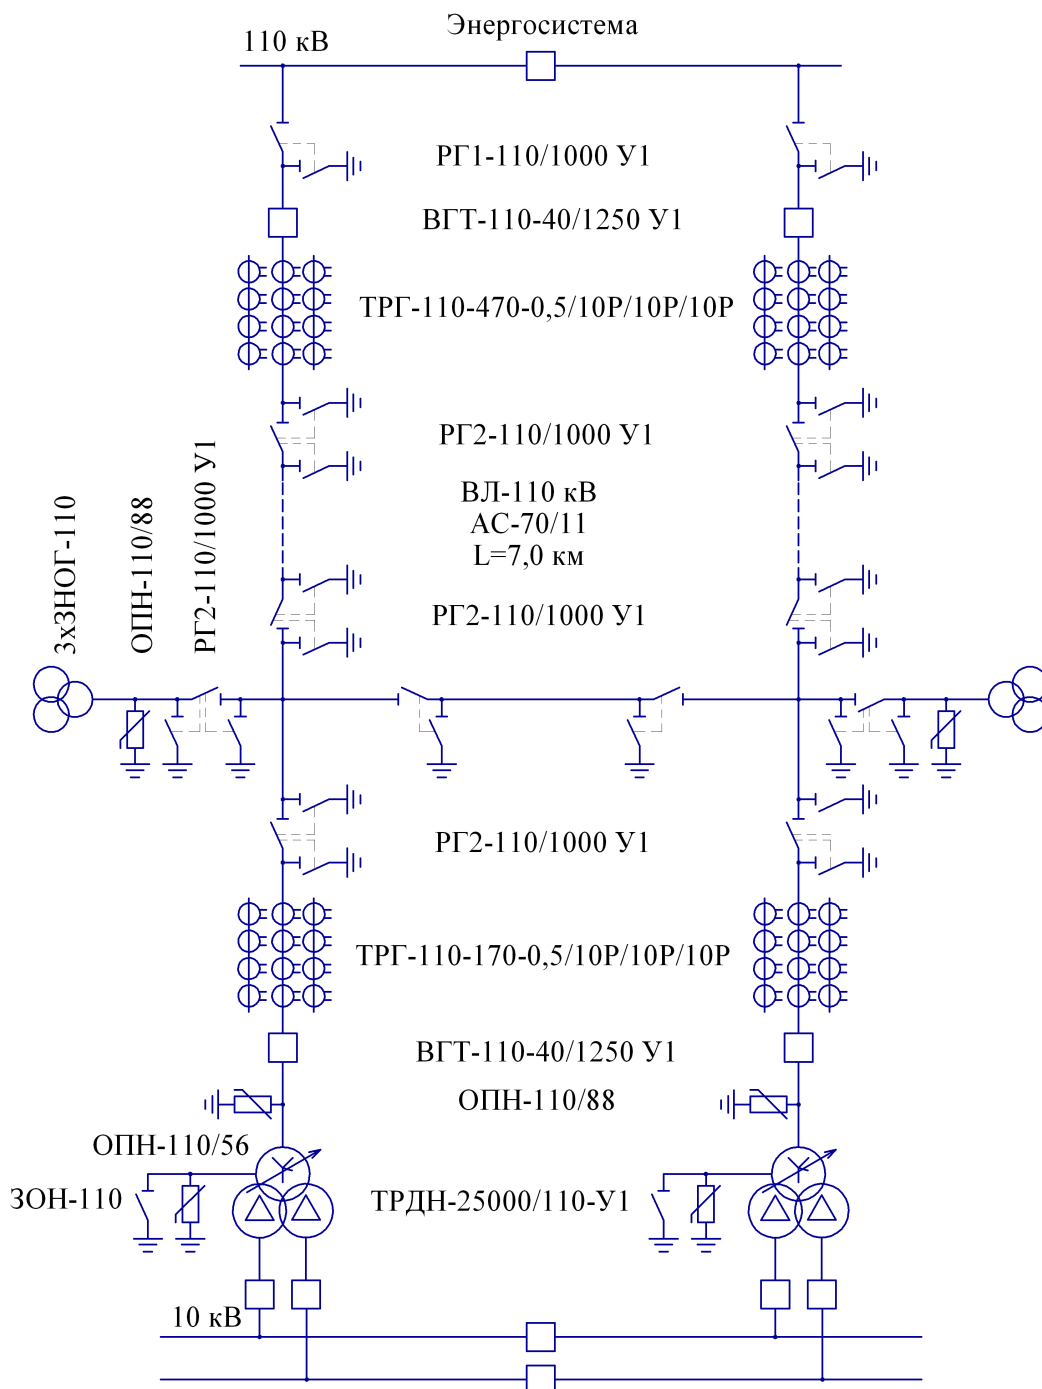 Энергосистема
110 кВ
РГ1-110/1000 У1
ВГТ-110-40/1250 У1
ТРГ-110-470-0,5/10Р/10Р/10Р
РГ2-110/1000 У1
ВЛ-110 кВ
АС-70/11
L=7,0 км
РГ2-110/1000 У1
3хЗНОГ-110
ОПН-110/88
РГ2-110/1000 У1
РГ2-110/1000 У1
ТРГ-110-170-0,5/10Р/10Р/10Р
ВГТ-110-40/1250 У1
ОПН-110/88
ОПН-110/56
ЗОН-110
ТРДН-25000/110-У1
10 кВ